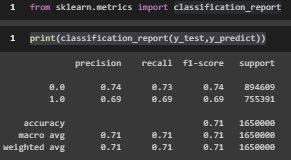 1 from sklearn.metrics import classification_report
1 print(classification_report(y_test,y_predict))
precision recall f1-score support
0.0 0.74 0.73 0.74 894609
1.0 0.69 0.69 0.69 755391
accuracy 0.71 1650000
macro avg 0.71 0.71 0.71 1650000
weighted avg 0.71 0.71 0.71 1650000